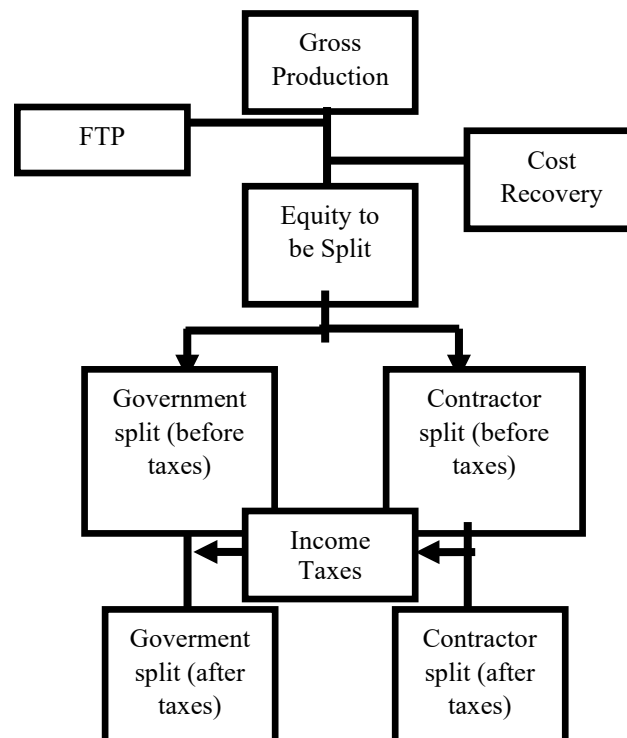 Gross
Production
FTP
Cost
Recovery
Equity to
be Split
Government
split (before
taxes)
Contractor
split (before
taxes)
Income
Taxes
Goverment
split (after
taxes)
Contractor
split (after
taxes)